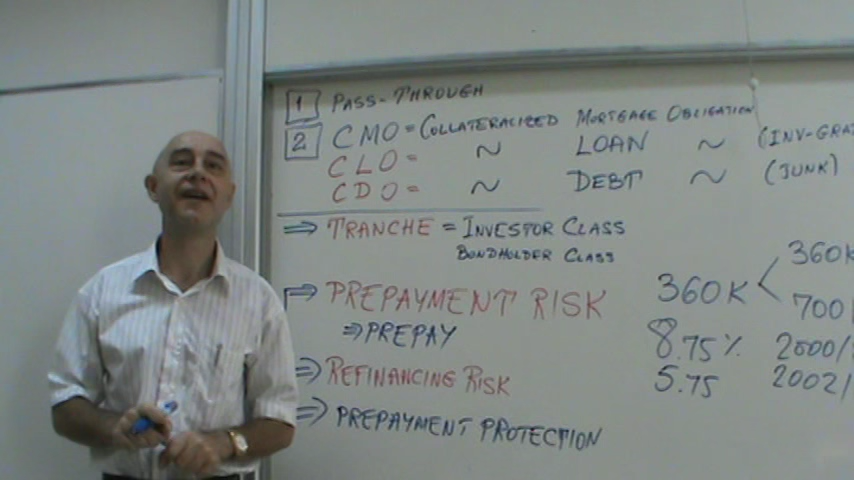 1 PASS-THROUGH
2 CMO = COLLATERALIZED MORTGAGE OBLIGATION
CLO = ~ LOAN ~ (INV-GRA
CDO = ~ DEBT ~ (JUNK)
⇒ TRANCHE = INVESTOR CLASS
BONDHOLDER CLASS
⇒ PREPAYMENT RISK
⇒ PREPAY
⇒ REFINANCING RISK
⇒ PREPAYMENT PROTECTION
360K < 360K
700
8.75% 2000/
5.75 2002/